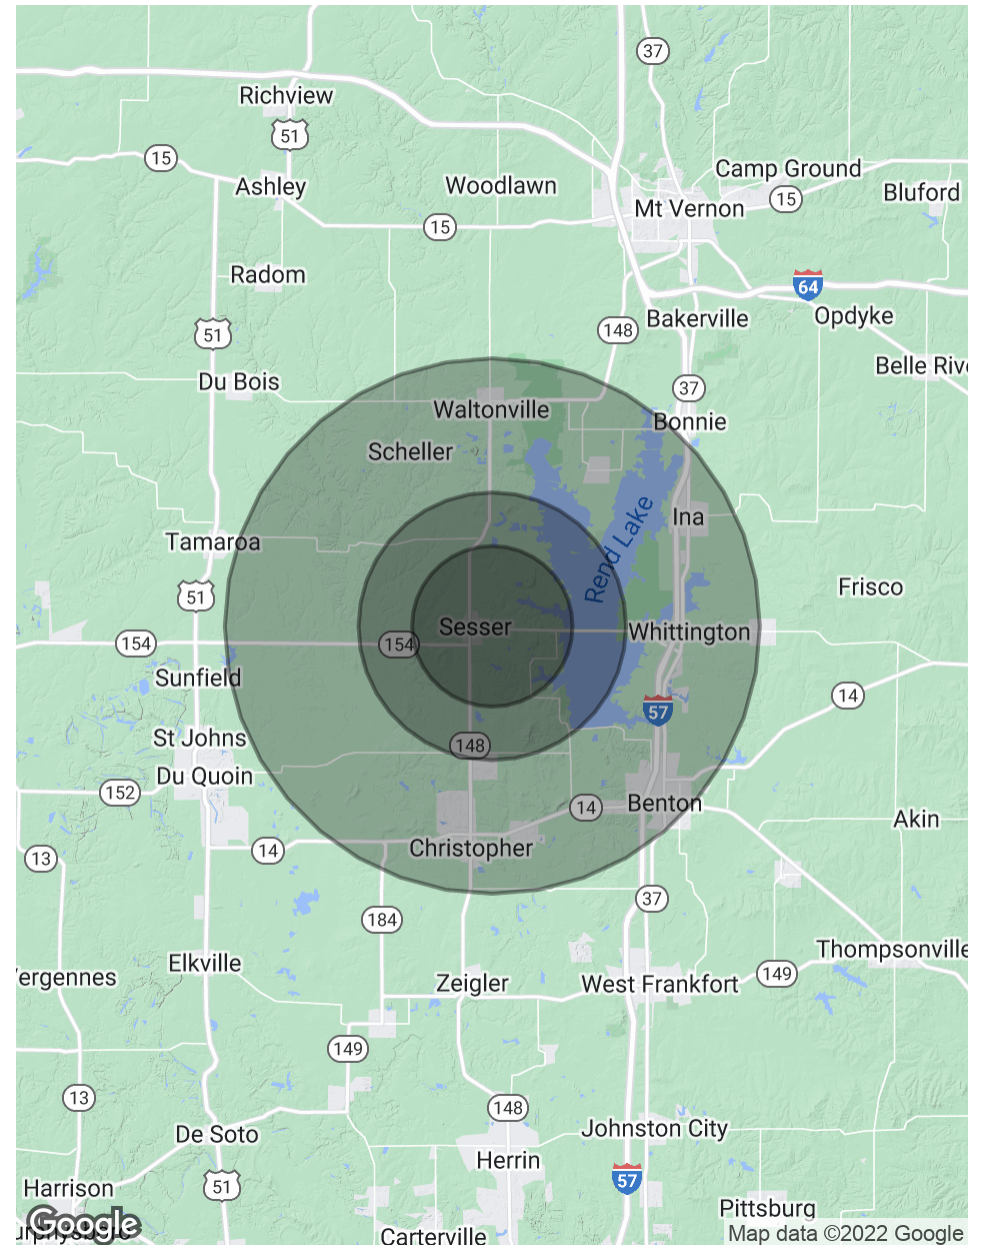 37
Richview
51
15
Camp Ground
Ashley
Woodlawn
Bluford
15
Mt Vernon
15
Radom
64
Opdyke
Bakerville
148
51
Belle Rive
Du Bois
37
Waltonville
Bonnie
Scheller
Rend Lake
Ina
Tamaroa
Frisco
51
Sesser
Whittington
154
154
Sunfield
14
57
St Johns
148
Du Quoin
152
14
Benton
Akin
Christopher
14
13
37
184
Thompsonville
Elkville
ergennes
149
Zeigler
West Frankfort
149
13
148
Johnston City
De Soto
Herrin
57
Harrison
51
Pittsburg
Google
Carterville
Map data ©2022 Google